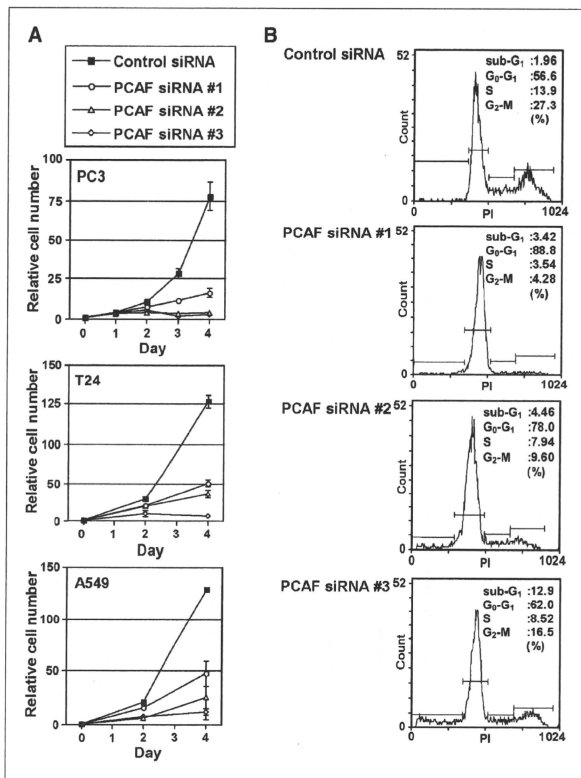 A
Control siRNA
PCAF siRNA #1
PCAF siRNA #2
PCAF siRNA #3
PC3
Relative cell number
100
75
50
25
0
0 1 2 3 4
Day
T24
Relative cell number
150
125
100
50
0
0 1 2 3 4
Day
A549
Relative cell number
150
100
50
0
0 1 2 3 4
Day
B
Control siRNA
52
Count
0
0 PI 1024
sub-G1 :1.96
G0-G1 :56.6
S :13.9
G2-M :27.3
(%)
PCAF siRNA #1
52
Count
0
0 PI 1024
sub-G1 :3.42
G0-G1 :88.8
S :3.54
G2-M :4.28
(%)
PCAF siRNA #2
52
Count
0
0 PI 1024
sub-G1 :4.46
G0-G1 :78.0
S :7.94
G2-M :9.60
(%)
PCAF siRNA #3
52
Count
0
0 PI 1024
sub-G1 :12.9
G0-G1 :62.0
S :8.52
G2-M :16.5
(%)